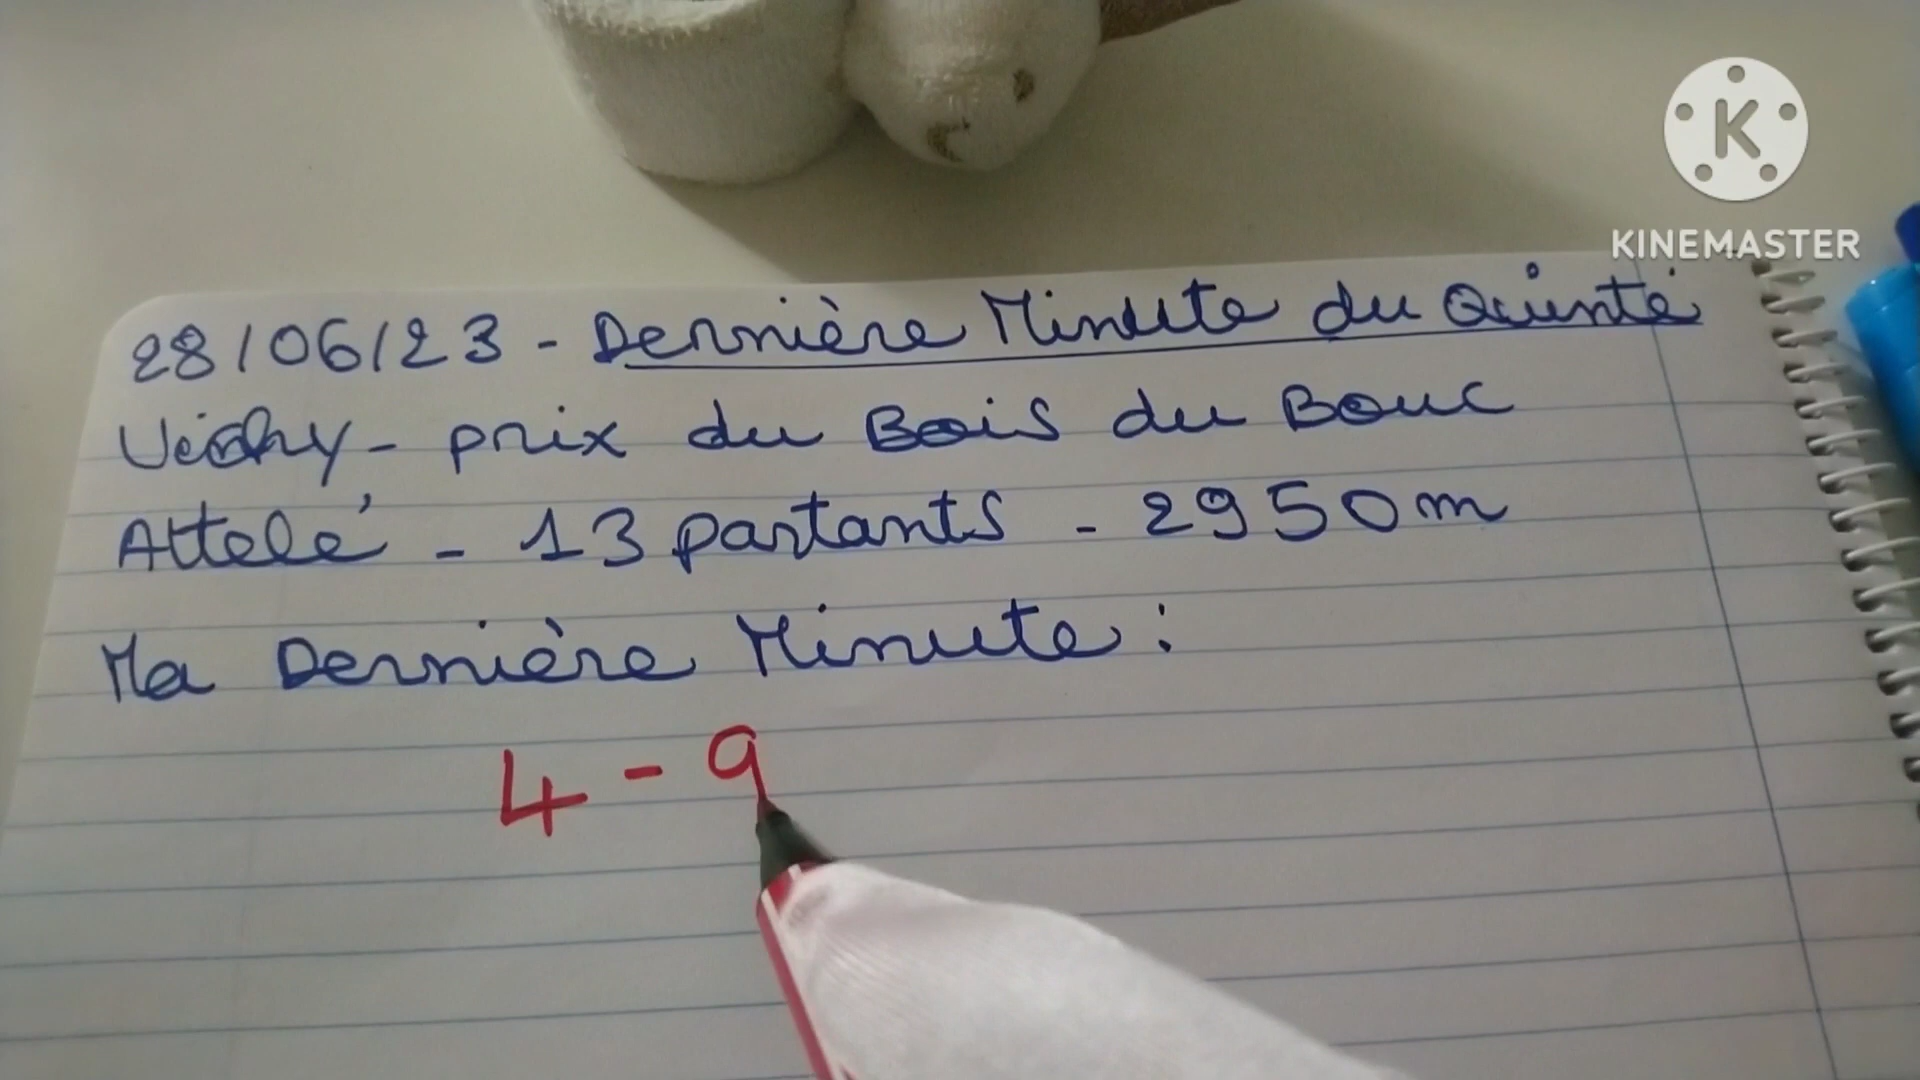 KINEMASTER
28/06/23 - Dernière Minute du Quinté
Vichy - prix du Bois du Bouc
Attelé - 13 partants - 2950m
Ma Dernière Minute :
4 - 9